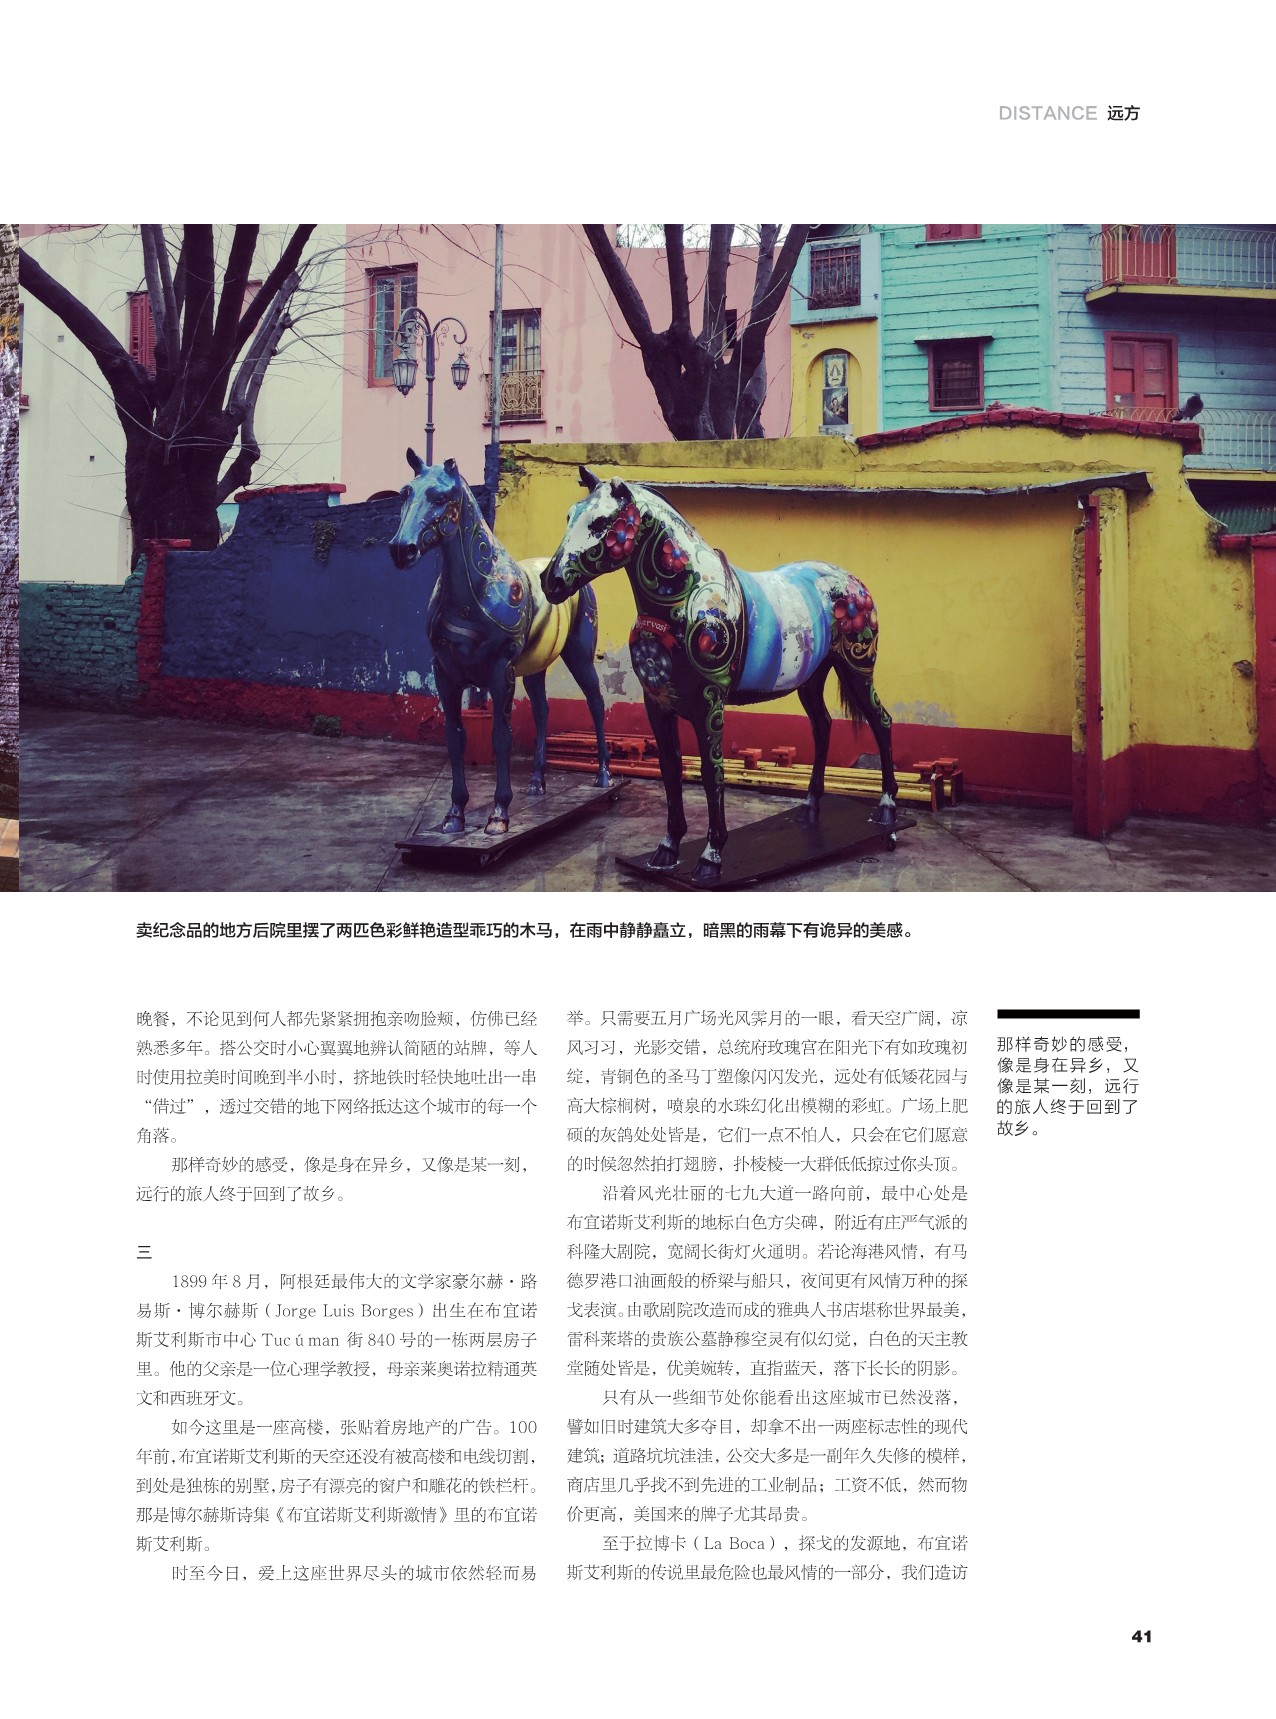 DISTANCE 远方
卖纪念品的地方后院里摆了两匹色彩鲜艳造型乖巧的木马，在雨中静静矗立，暗黑的雨幕下有诡异的美感。
晚餐，不论见到何人都先紧紧拥抱亲吻脸颊，仿佛已经
熟悉多年。搭公交时小心翼翼地辨认简陋的站牌，等人
时使用拉美时间晚到半小时，挤地铁时轻快地吐出一串
“借过”，透过交错的地下网络抵达这个城市的每一个
角落。
那样奇妙的感受，像是身在异乡，又像是某一刻，
远行的旅人终于回到了故乡。
三
1899 年 8 月，阿根廷最伟大的文学家豪尔赫·路
易斯·博尔赫斯（Jorge Luis Borges）出生在布宜诺
斯艾利斯市中心 Tucúman 街 840 号的一栋两层房子
里。他的父亲是一位心理学教授，母亲莱奥诺拉精通英
文和西班牙文。
如今这里是一座高楼，张贴着房地产的广告。100
年前，布宜诺斯艾利斯的天空还没有被高楼和电线切割，
到处是独栋的别墅，房子有漂亮的窗户和雕花的铁栏杆。
那是博尔赫斯诗集《布宜诺斯艾利斯激情》里的布宜诺
斯艾利斯。
时至今日，爱上这座世界尽头的城市依然轻而易
举。只需要五月广场光风霁月的一眼，看天空广阔，凉
风习习，光影交错，总统府玫瑰宫在阳光下有如玫瑰初
绽，青铜色的圣马丁塑像闪闪发光，远处有低矮花园与
高大棕榈树，喷泉的水珠幻化出模糊的彩虹。广场上肥
硕的灰鸽处处皆是，它们一点不怕人，只会在它们愿意
的时候忽然拍打翅膀，扑棱棱一大群低低掠过你头顶。
沿着风光壮丽的七九大道一路向前，最中心处是
布宜诺斯艾利斯的地标白色方尖碑，附近有庄严气派的
科隆大剧院，宽阔长街灯火通明。若论海港风情，有马
德罗港口油画般的桥梁与船只，夜间更有风情万种的探
戈表演。由歌剧院改造而成的雅典人书店堪称世界最美，
雷科莱塔的贵族公墓静穆空灵有似幻觉，白色的天主教
堂随处皆是，优美婉转，直指蓝天，落下长长的阴影。
只有从一些细节处你能看出这座城市已然没落，
譬如旧时建筑大多夺目，却拿不出一两座标志性的现代
建筑；道路坑坑洼洼，公交大多是一副年久失修的模样，
商店里几乎找不到先进的工业制品；工资不低，然而物
价更高，美国来的牌子尤其昂贵。
至于拉博卡（La Boca），探戈的发源地，布宜诺
斯艾利斯的传说里最危险也最风情的一部分，我们造访
那样奇妙的感受，
像是身在异乡，又
像是某一刻，远行
的旅人终于回到了
故乡。
41